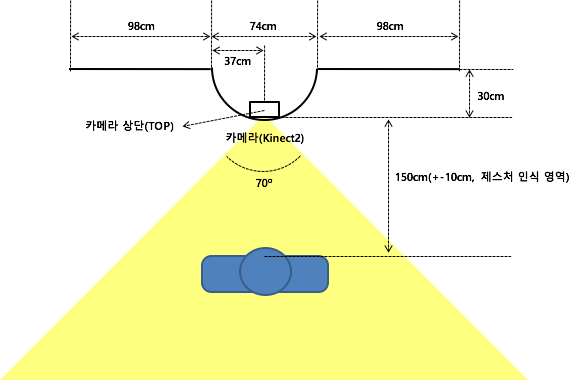 98cm
74cm
98cm
37cm
30cm
카메라 상단(TOP)
카메라(Kinect2)
70º
150cm(+-10cm, 제스처 인식 영역)